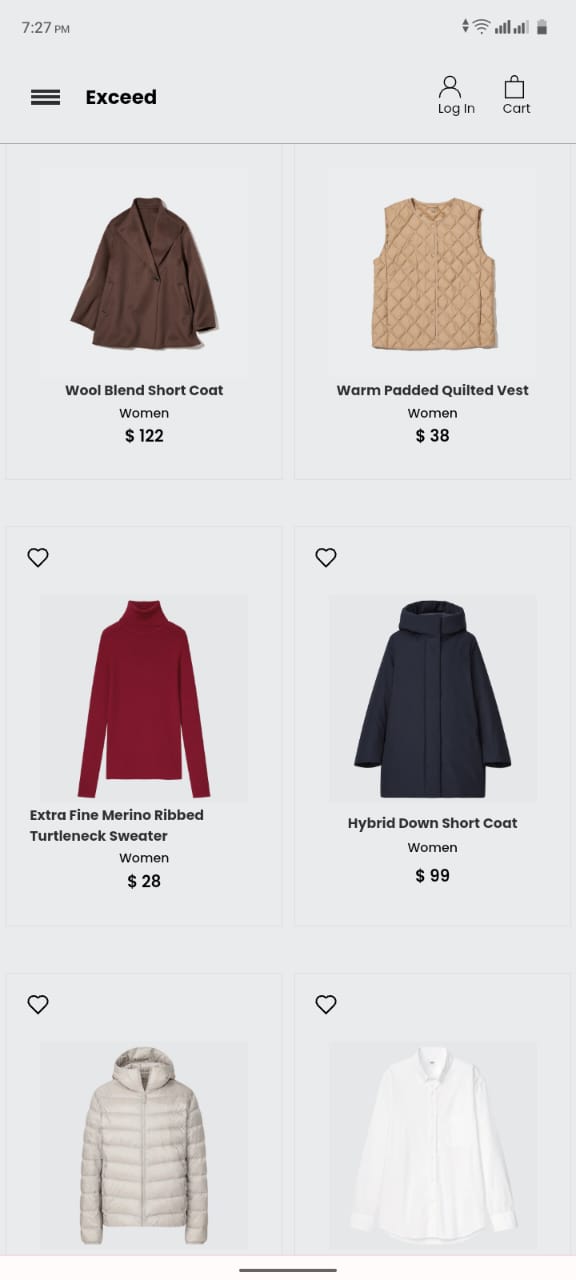 7:27 PM
Exceed
Log In
Cart
Wool Blend Short Coat
Women
$ 122
Warm Padded Quilted Vest
Women
$ 38
Extra Fine Merino Ribbed
Turtleneck Sweater
Women
$ 28
Hybrid Down Short Coat
Women
$ 99